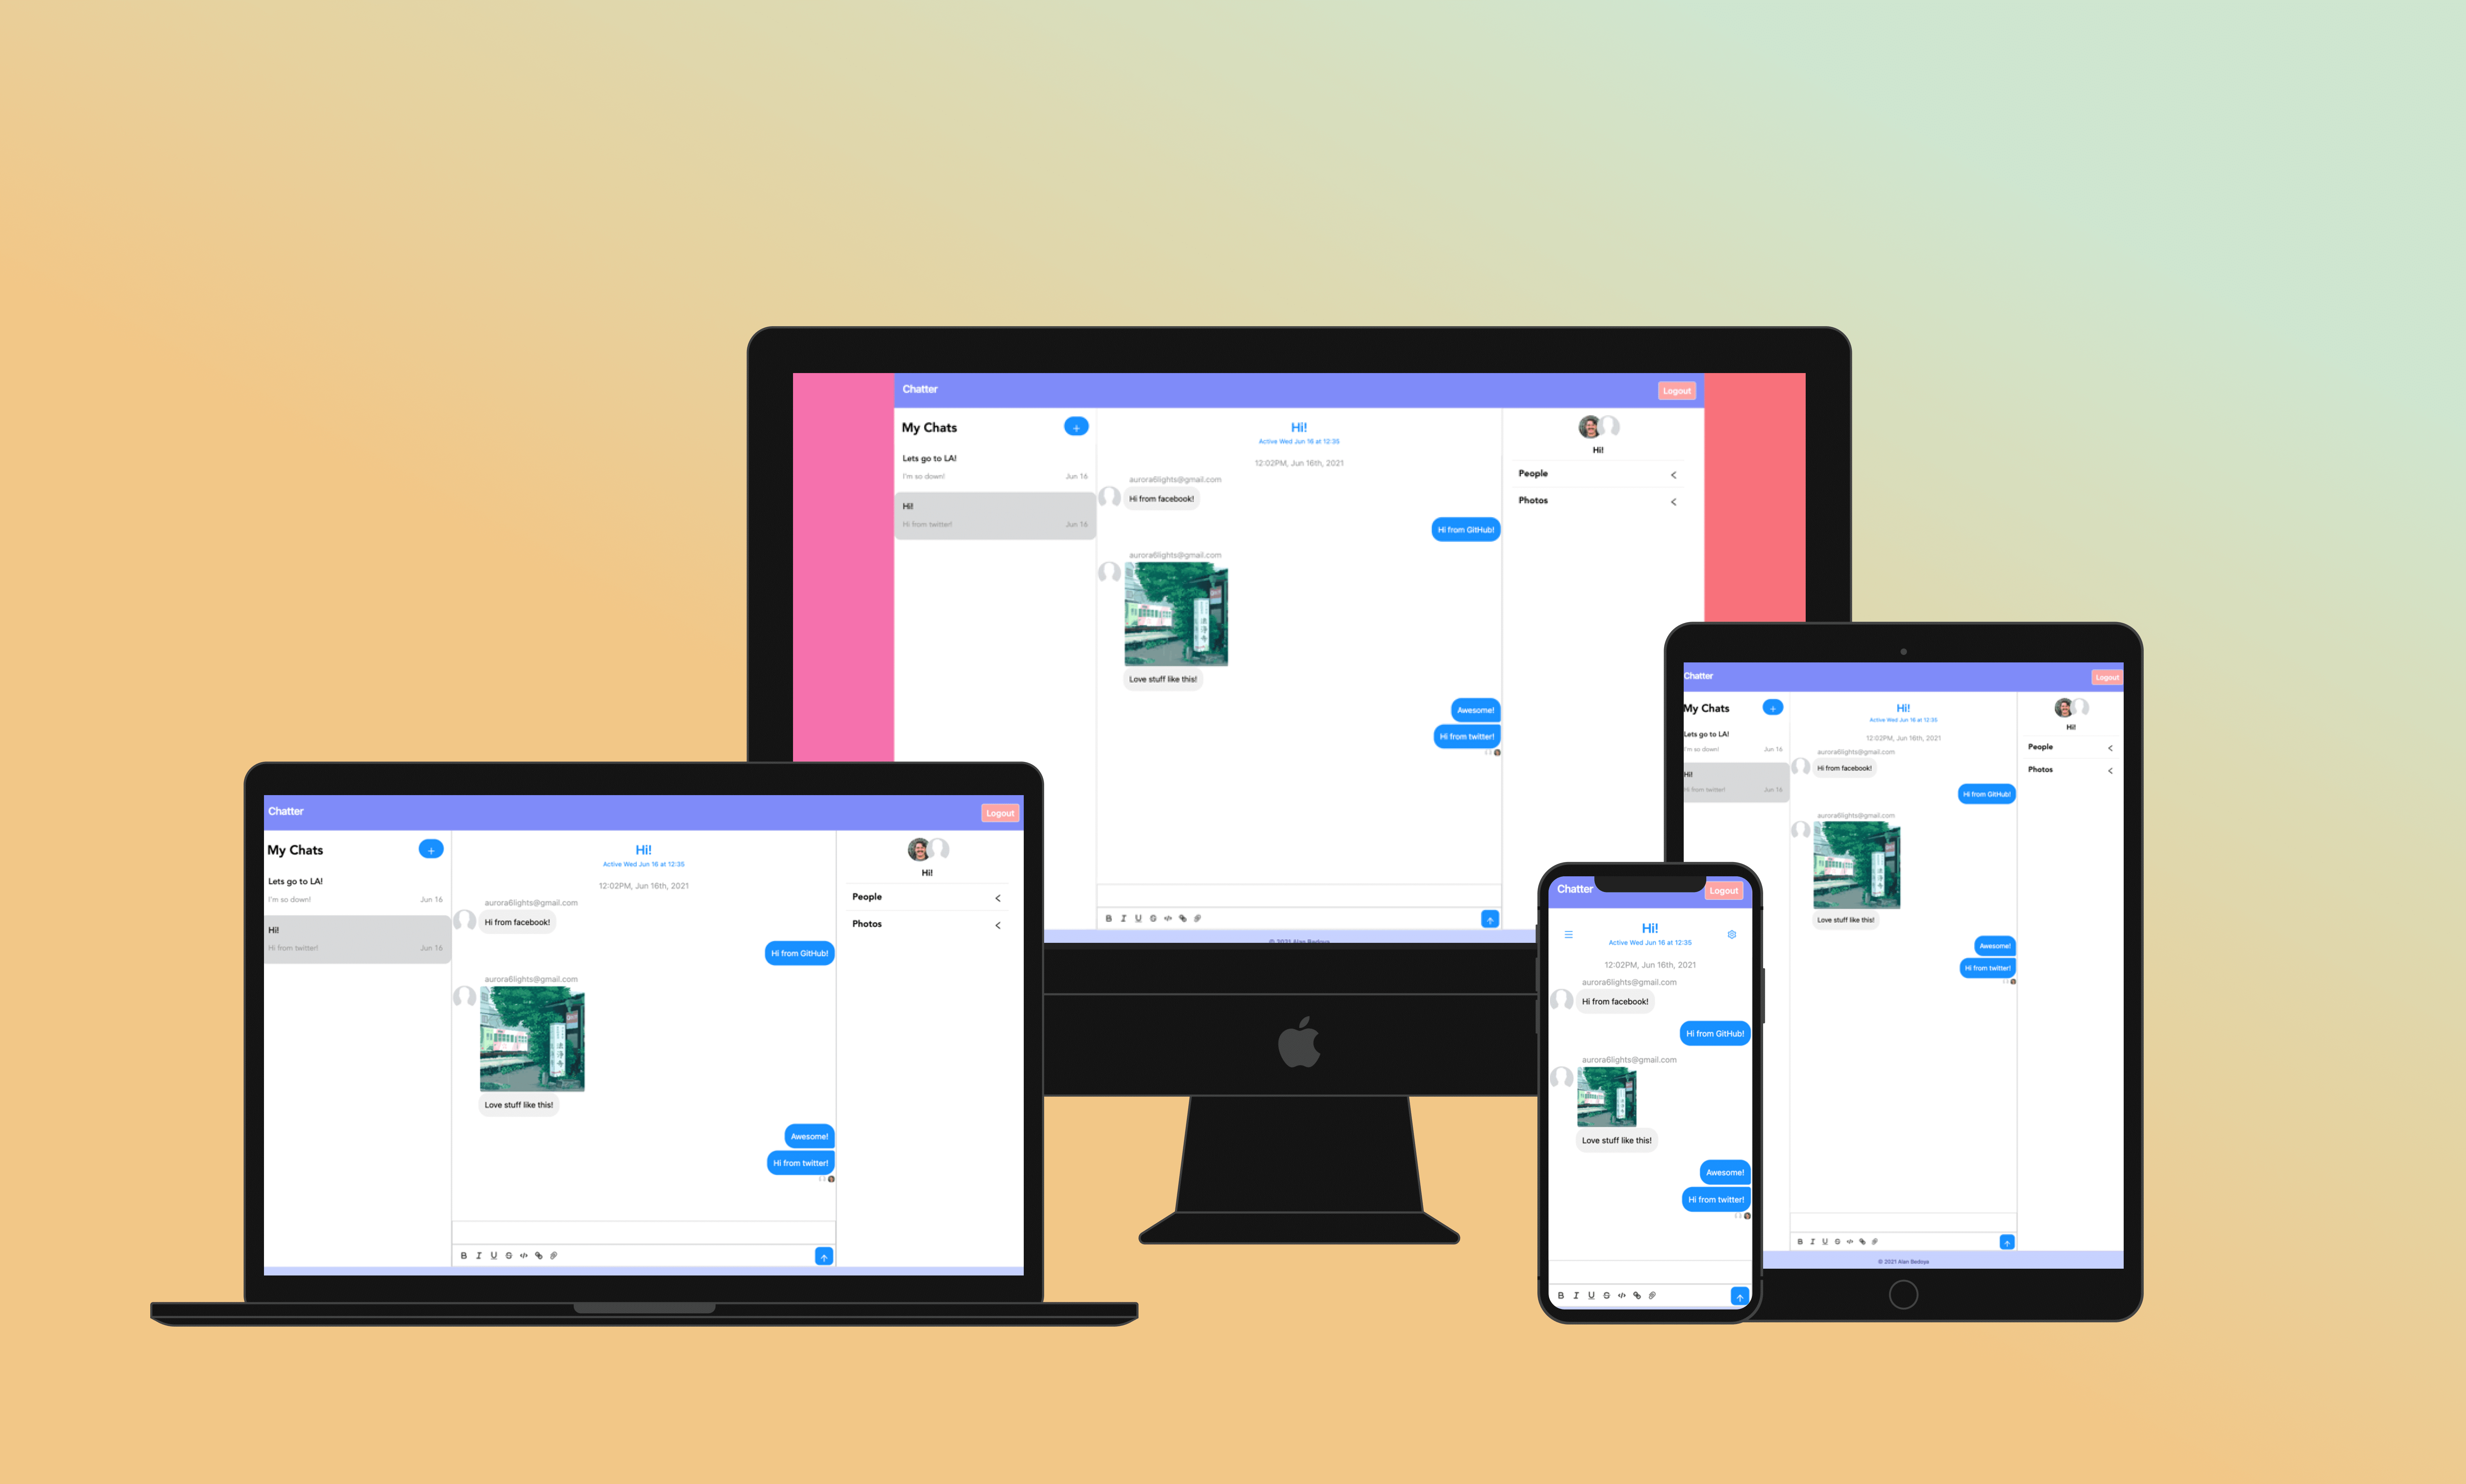 Chatter
Logout
My Chats
+
Hi!
Active Wed Jun 16 at 12:35
Hi!
Lets go to LA!
I'm so down!
Jun 16
Hi!
Hi from twitter!
Jun 16
12:02PM, Jun 16th, 2021
aurora6lights@gmail.com
Hi from facebook!
Hi from GitHub!
aurora6lights@gmail.com
Love stuff like this!
Awesome!
Hi from twitter!
People
Photos
B I U S </>
© 2021 Alan Bedoya
Chatter
Logout
My Chats
+
Hi!
Active Wed Jun 16 at 12:35
Hi!
Lets go to LA!
I'm so down!
Jun 16
Hi!
Hi from twitter!
Jun 16
12:02PM, Jun 16th, 2021
aurora6lights@gmail.com
Hi from facebook!
Hi from GitHub!
aurora6lights@gmail.com
Love stuff like this!
Awesome!
Hi from twitter!
People
Photos
B I U S </>
Chatter
Logout
Hi!
Active Wed Jun 16 at 12:35
12:02PM, Jun 16th, 2021
aurora6lights@gmail.com
Hi from facebook!
Hi from GitHub!
aurora6lights@gmail.com
Love stuff like this!
Awesome!
Hi from twitter!
B I U S </>
Chatter
Logout
My Chats
+
Hi!
Active Wed Jun 16 at 12:35
Hi!
Lets go to LA!
I'm so down!
Jun 16
Hi!
Hi from twitter!
Jun 16
12:02PM, Jun 16th, 2021
aurora6lights@gmail.com
Hi from facebook!
Hi from GitHub!
aurora6lights@gmail.com
Love stuff like this!
Awesome!
Hi from twitter!
People
Photos
B I U S </>
© 2021 Alan Bedoya